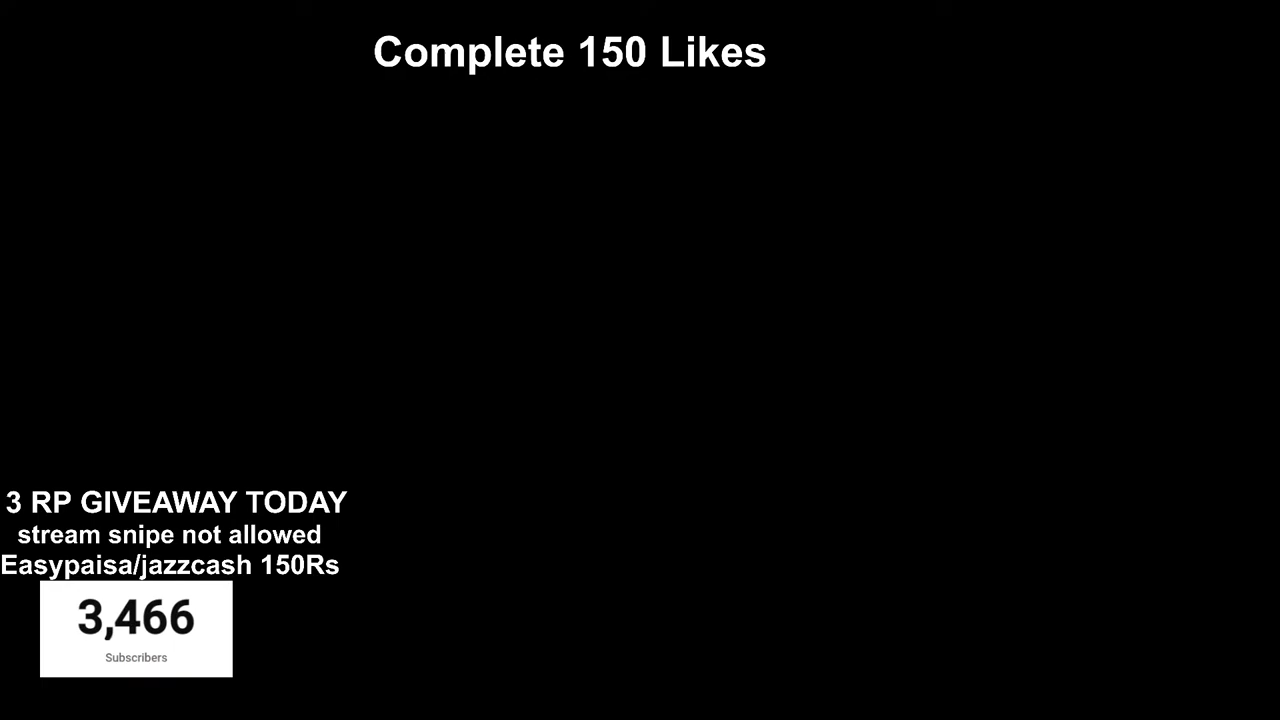 Complete 150 Likes
3 RP GIVEAWAY TODAY
stream snipe not allowed
Easypaisa/jazzcash 150Rs
3,466
Subscribers